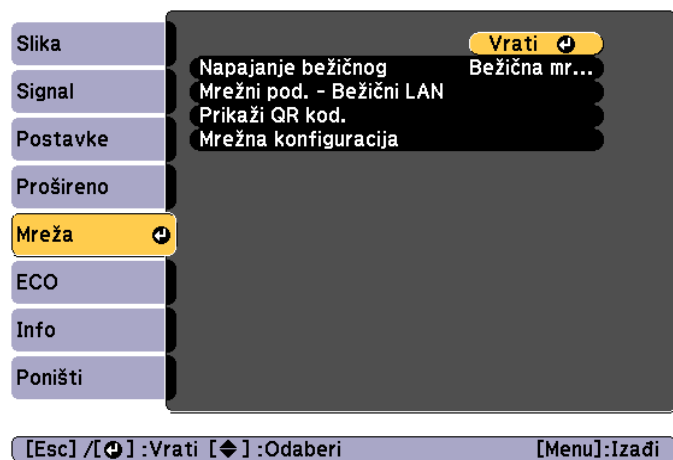 Slika
Signal
Postavke
Prošireno
Mreža
ECO
Info
Poništi
Vrati
Napajanje bežičnog Bežična mr...
Mrežni pod. - Bežični LAN
Prikaži QR kod.
Mrežna konfiguracija
[Esc] /[ ] :Vrati [ ] :Odaberi [Menu]:Izađi